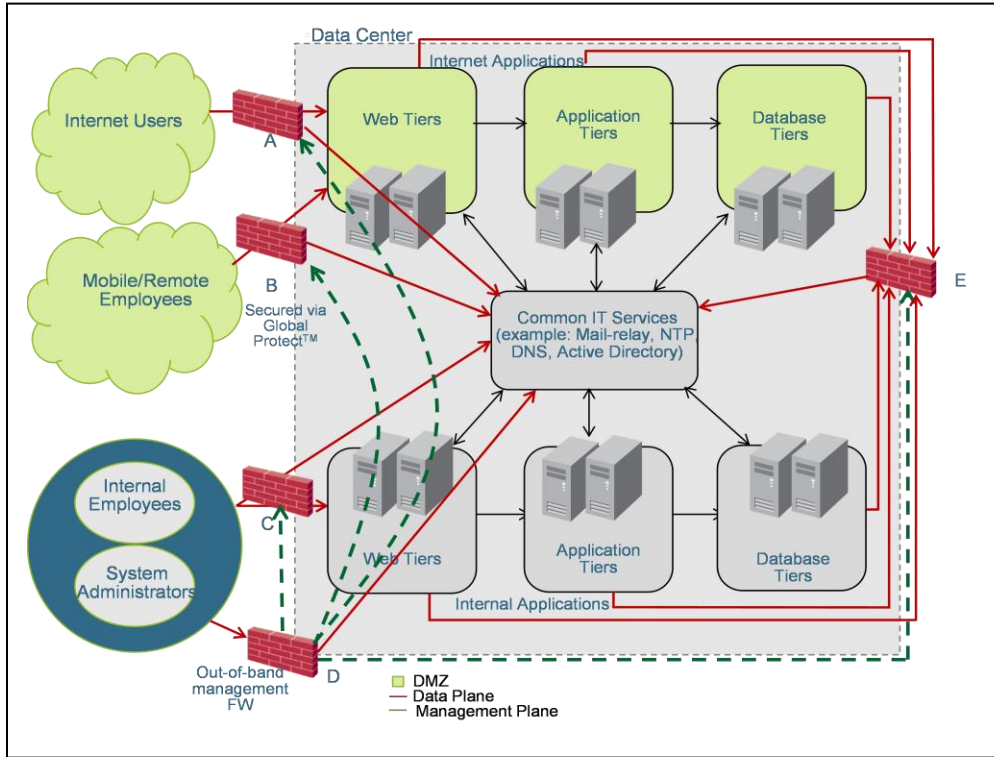 Data Center
Internet Applications
Internet Users
A
Web Tiers
Application
Tiers
Database
Tiers
Mobile/Remote
Employees
B
Secured via
Global
Protect™
E
Common IT Services
(example: Mail-relay, NTP,
DNS, Active Directory)
Internal
Employees
System
Administrators
C
Web Tiers
Application
Tiers
Database
Tiers
Internal Applications
D
Out-of-band
management
FW
DMZ
Data Plane
Management Plane